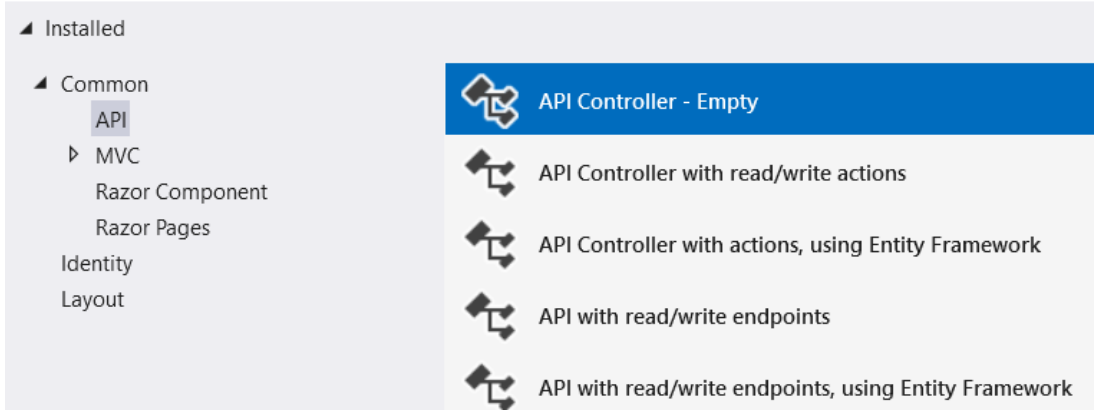 Installed
Common
API
MVC
Razor Component
Razor Pages
Identity
Layout
API Controller - Empty
API Controller with read/write actions
API Controller with actions, using Entity Framework
API with read/write endpoints
API with read/write endpoints, using Entity Framework